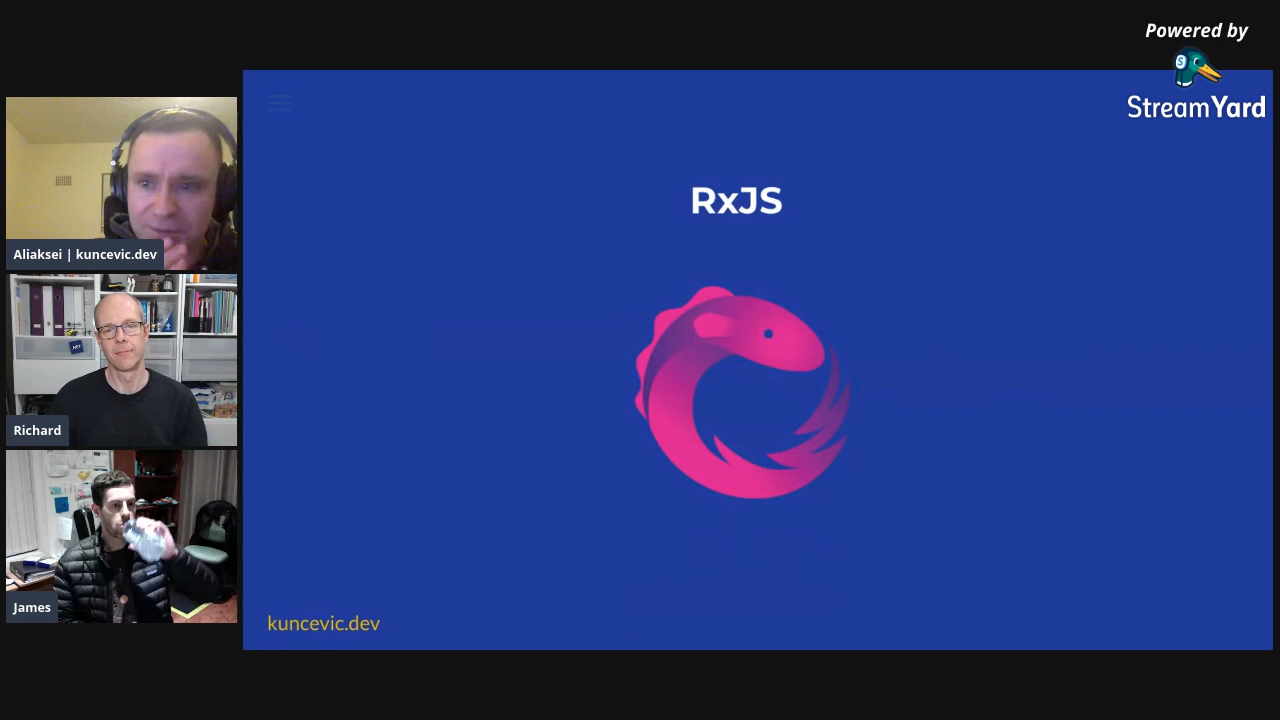 Powered by
StreamYard
RxJS
Aliaksei | kuncevic.dev
Richard
James
kuncevic.dev